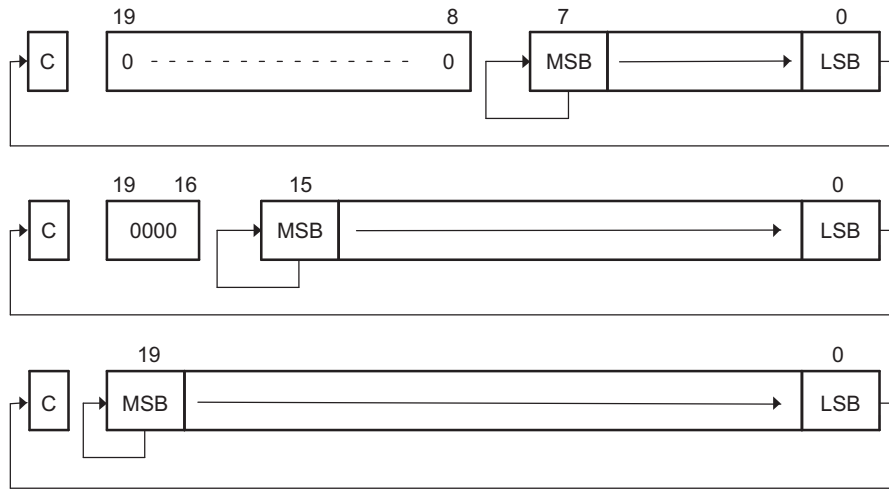 19 8 7 0
C 0 - - - - - - - - - - - - - - - - - - 0 MSB LSB
19 16 15 0
C 0000 MSB LSB
19 0
C MSB LSB